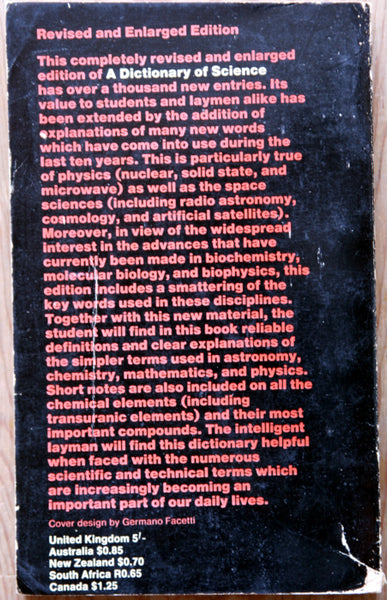 Revised and Enlarged Edition
This completely revised and enlarged
edition of A Dictionary of Science
has over a thousand new entries. Its
value to students and laymen alike has
been extended by the addition of
explanations of many new words
which have come into use during the
last ten years. This is particularly true
of physics (nuclear, solid state, and
microwave) as well as the space
sciences (including radio astronomy,
cosmology, and artificial satellites).
Moreover, in view of the widespread
interest in the advances that have
currently been made in biochemistry,
molecular biology, and biophysics, this
edition includes a smattering of the
key words used in these disciplines.
Together with this new material, the
student will find in this book reliable
definitions and clear explanations of
the simpler terms used in astronomy,
chemistry, mathematics, and physics.
Short notes are also included on all the
chemical elements (including
transuranic elements) and their most
important compounds. The intelligent
layman will find this dictionary helpful
when faced with the numerous
scientific and technical terms which
are increasingly becoming an
important part of our daily lives.
Cover design by Germano Facetti
United Kingdom 5/-
Australia $0.85
New Zealand $0.70
South Africa R0.65
Canada $1.25